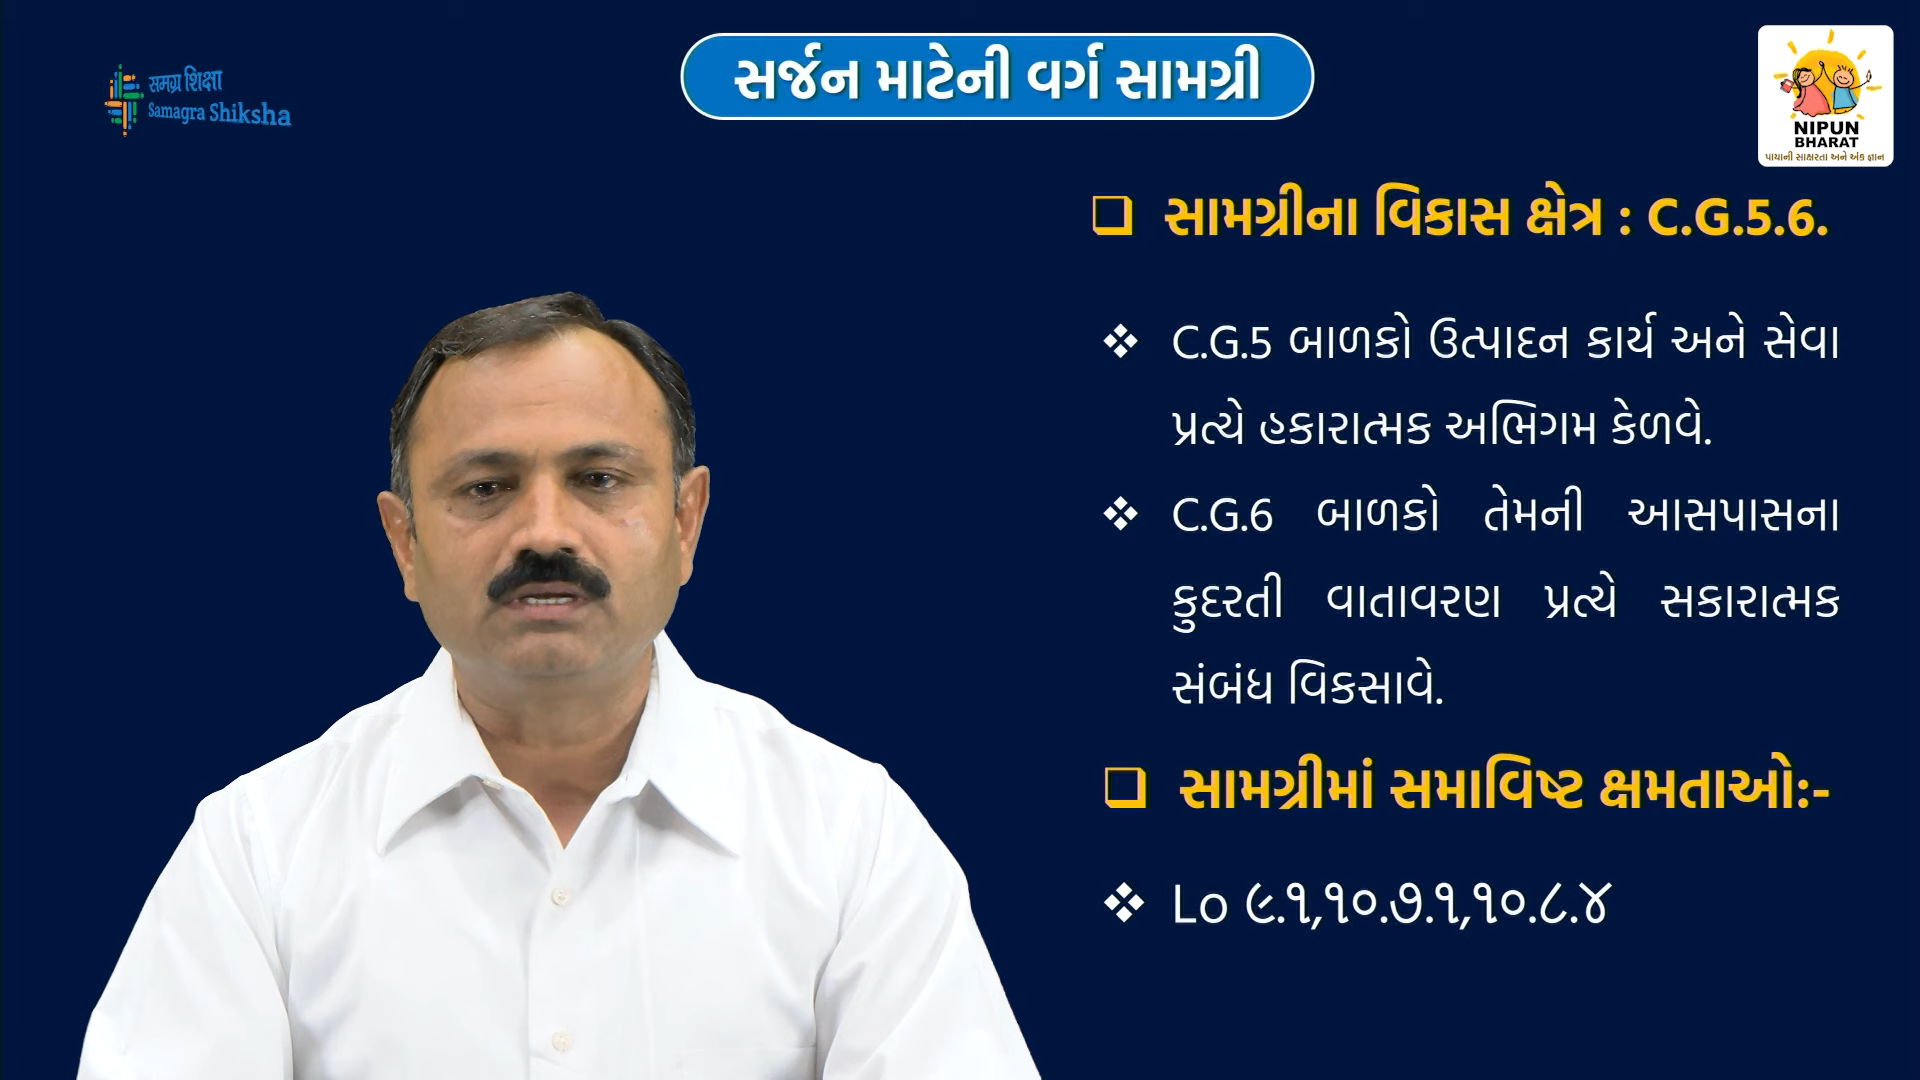 समग्र शिक्षा
Samagra Shiksha
સર્જન માટેની વર્ગ સામગ્રી
NIPUN
BHARAT
પાયાની સાક્ષરતા અને અંક જ્ઞાન
❑ સામગ્રીના વિકાસ ક્ષેત્ર : C.G.5.6.
❖ C.G.5 બાળકો ઉત્પાદન કાર્ય અને સેવા
પ્રત્યે હકારાત્મક અભિગમ કેળવે.
❖ C.G.6 બાળકો તેમની આસપાસના
કુદરતી વાતાવરણ પ્રત્યે સકારાત્મક
સંબંધ વિકસાવે.
❑ સામગ્રીમાં સમાવિષ્ટ ક્ષમતાઓ:-
❖ Lo ૯.૧,૧૦.૭.૧,૧૦.૮.૪